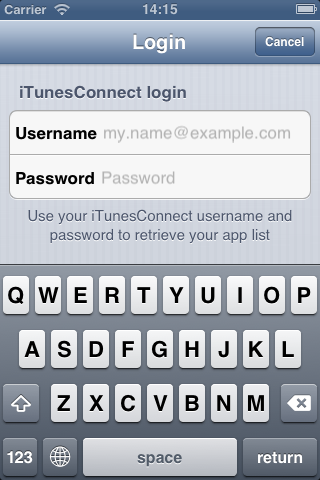 Carrier 14:15
Login Cancel
iTunesConnect login
Username my.name@example.com
Password Password
Use your iTunesConnect username and
password to retrieve your app list
Q W E R T Y U I O P
A S D F G H J K L
Z X C V B N M
123 space return